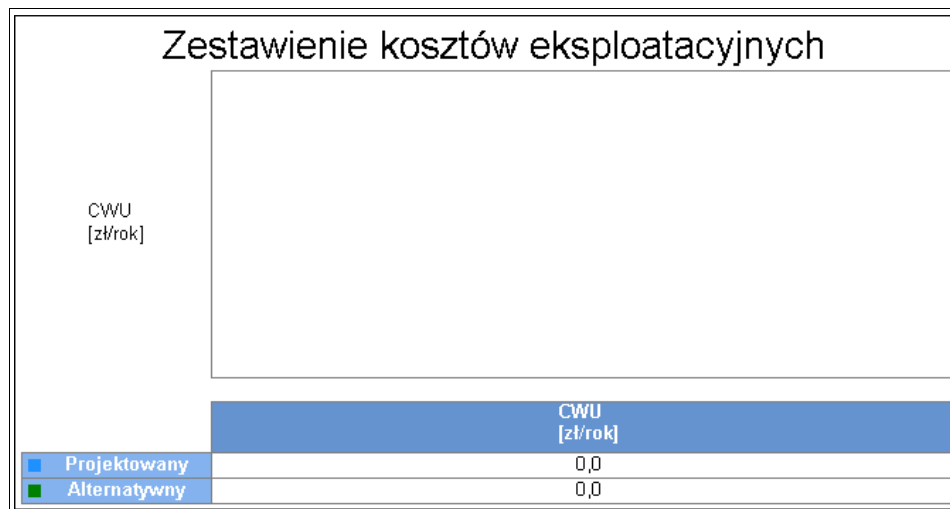 Zestawienie kosztów eksploatacyjnych
CWU
[zł/rok]
CWU
[zł/rok]
Projektowany 0,0
Alternatywny 0,0